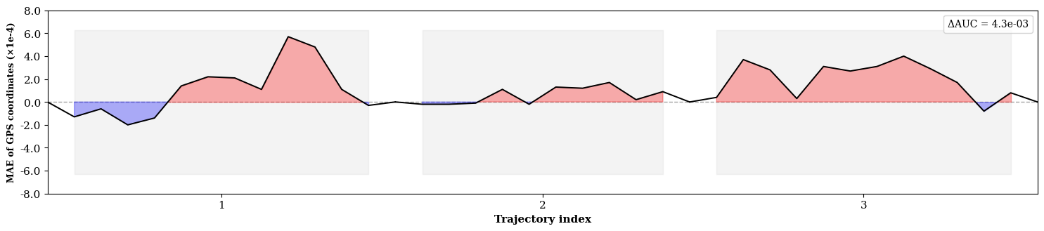 MAE of GPS coordinates (×1e-4)
8.0
6.0
4.0
2.0
0.0
-2.0
-4.0
-6.0
-8.0
ΔAUC = 4.3e-03
1 2 3
Trajectory index